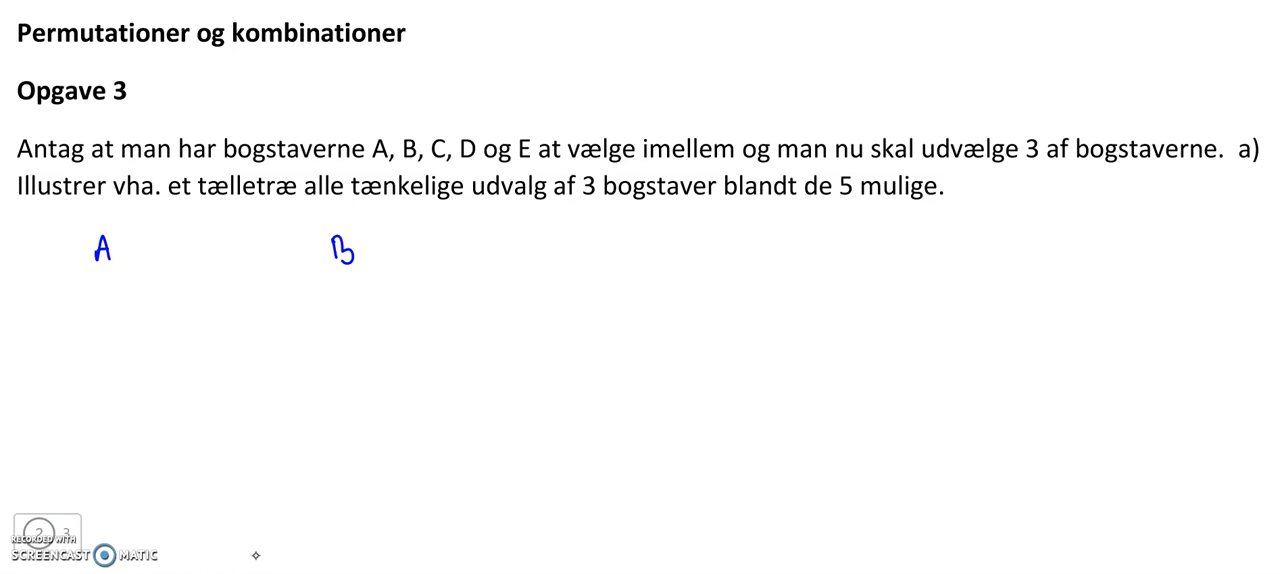 Permutationer og kombinationer
Opgave 3
Antag at man har bogstaverne A, B, C, D og E at vælge imellem og man nu skal udvælge 3 af bogstaverne. a)
Illustrer vha. et tælletræ alle tænkelige udvalg af 3 bogstaver blandt de 5 mulige.
A B
2 3
RECORDED WITH
SCREENCAST MATIC